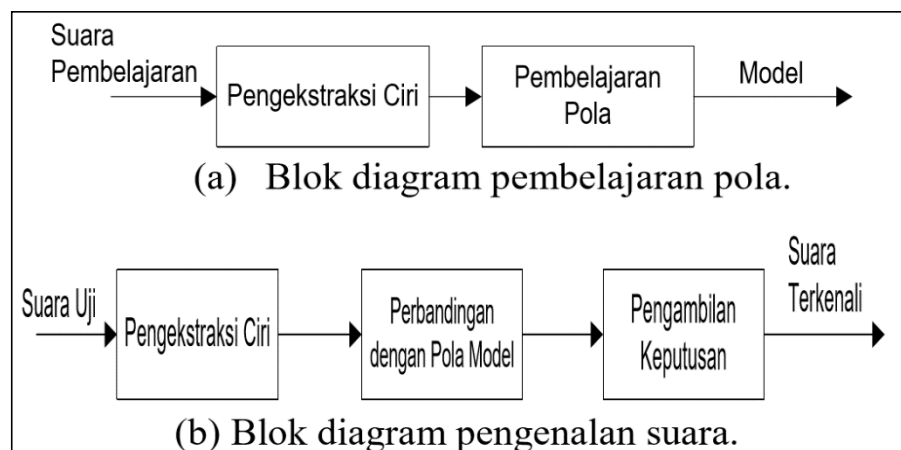 Suara
Pembelajaran
Pengekstraksi Ciri
Pembelajaran
Pola
Model
(a) Blok diagram pembelajaran pola.
Suara Uji
Pengekstraksi Ciri
Perbandingan
dengan Pola Model
Pengambilan
Keputusan
Suara
Terkenali
(b) Blok diagram pengenalan suara.